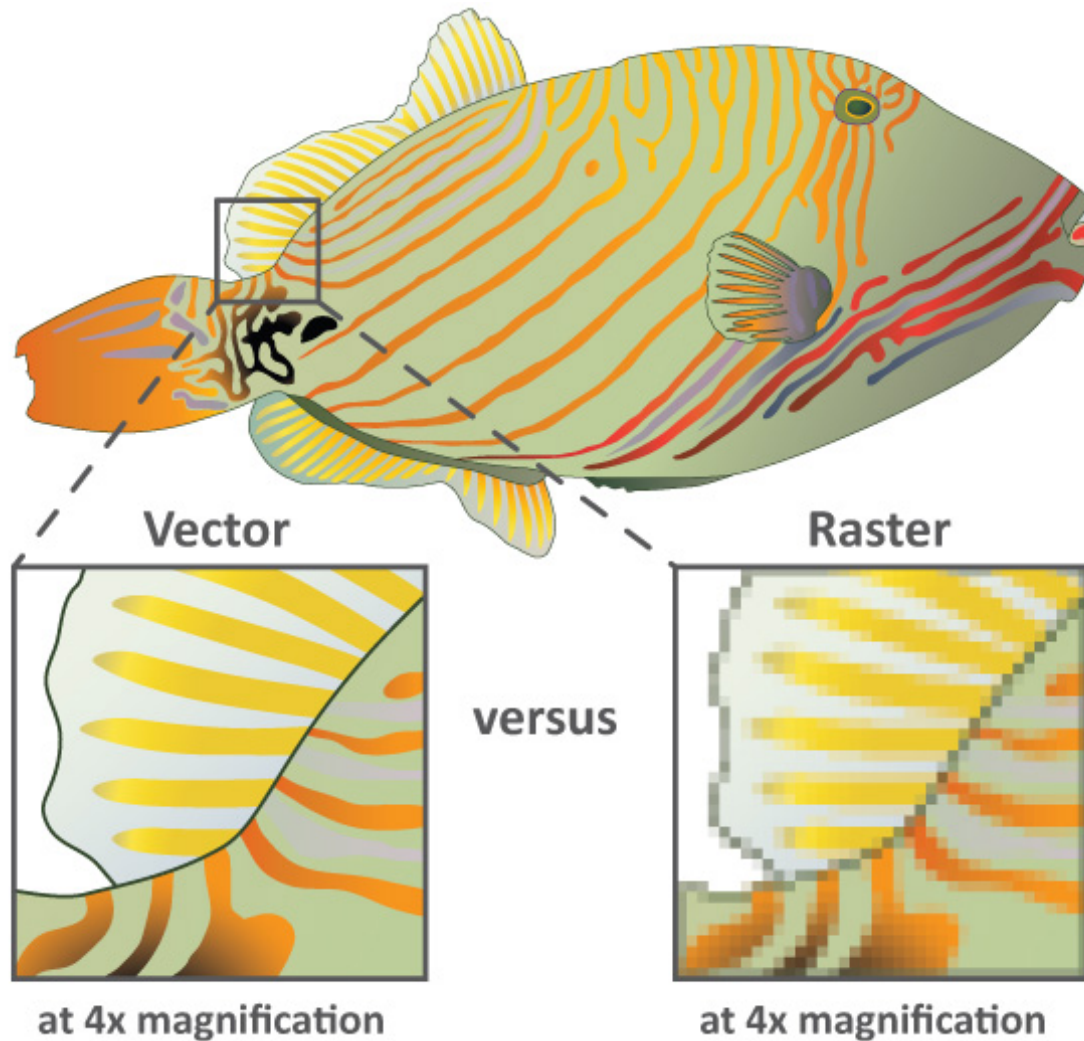 Vector
Raster
versus
at 4x magnification
at 4x magnification